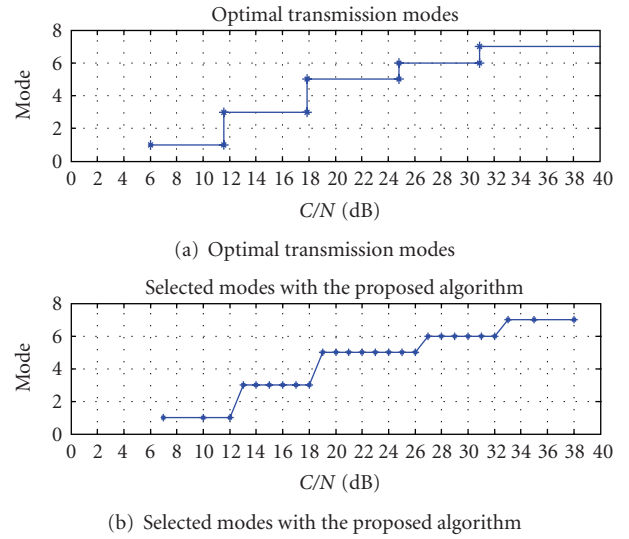 Optimal transmission modes
8
6
4
2
0
Mode
0 2 4 6 8 10 12 14 16 18 20 22 24 26 28 30 32 34 36 38 40
C/N (dB)
(a) Optimal transmission modes
Selected modes with the proposed algorithm
8
6
4
2
0
Mode
0 2 4 6 8 10 12 14 16 18 20 22 24 26 28 30 32 34 36 38 40
C/N (dB)
(b) Selected modes with the proposed algorithm